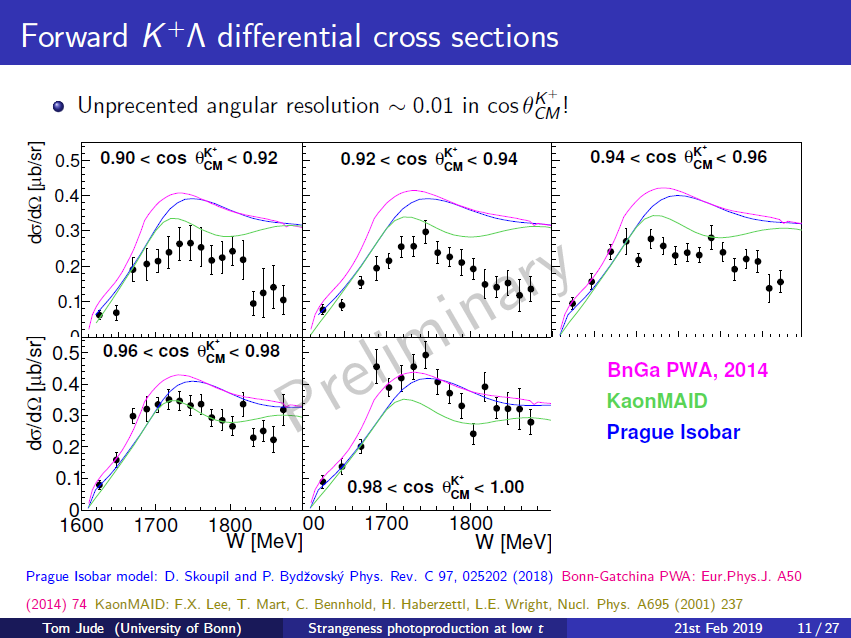 Forward K⁺Λ differential cross sections
Unprecented angular resolution ∼ 0.01 in cos θ_CM^K⁺!
dσ/dΩ [μb/sr]
0.5
0.4
0.3
0.2
0.1
0
0.90 < cos θ_CM^K⁺ < 0.92
0.92 < cos θ_CM^K⁺ < 0.94
0.94 < cos θ_CM^K⁺ < 0.96
dσ/dΩ [μb/sr]
0.5
0.4
0.3
0.2
0.1
0
0.96 < cos θ_CM^K⁺ < 0.98
0.98 < cos θ_CM^K⁺ < 1.00
Preliminary
BnGa PWA, 2014
KaonMAID
Prague Isobar
1600 1700 1800 00 1700 1800
W [MeV] W [MeV]
Prague Isobar model: D. Skoupil and P. Bydžovský Phys. Rev. C 97, 025202 (2018) Bonn-Gatchina PWA: Eur.Phys.J. A50
(2014) 74 KaonMAID: F.X. Lee, T. Mart, C. Bennhold, H. Haberzettl, L.E. Wright, Nucl. Phys. A695 (2001) 237
Tom Jude (University of Bonn) Strangeness photoproduction at low t 21st Feb 2019 11 / 27